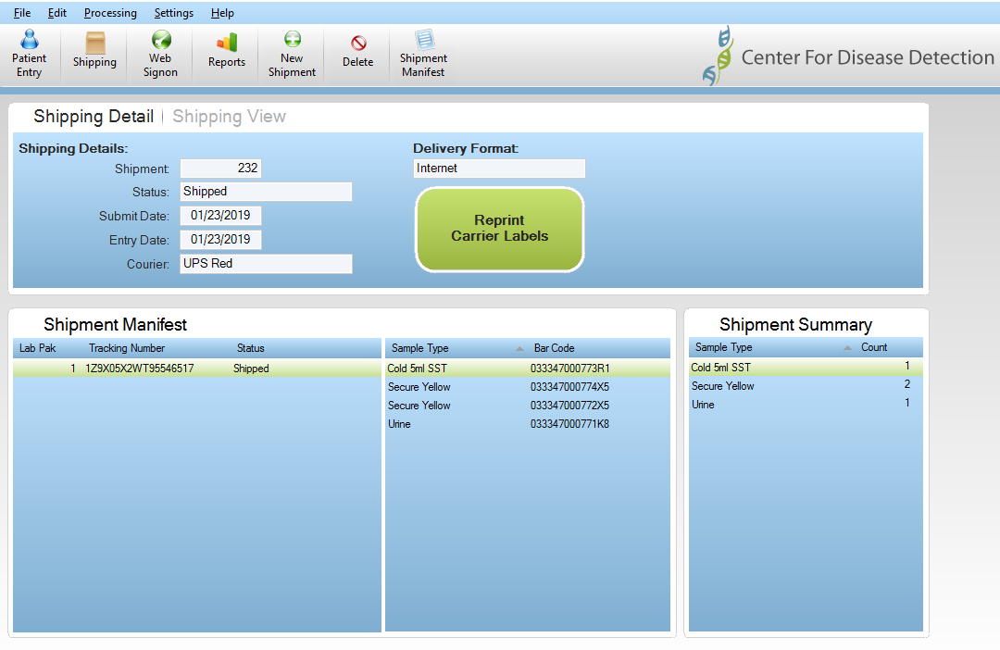 File Edit Processing Settings Help
Patient Entry Shipping Web Signon Reports New Shipment Delete Shipment Manifest
Center For Disease Detection
Shipping Detail | Shipping View
Shipping Details:
Shipment: 232
Status: Shipped
Submit Date: 01/23/2019
Entry Date: 01/23/2019
Courier: UPS Red
Delivery Format:
Internet
Reprint
Carrier Labels
Shipment Manifest
Lab Pak Tracking Number Status
1 1Z9X05X2WT95546517 Shipped
Sample Type Bar Code
Cold 5ml SST 033347000773R1
Secure Yellow 033347000774X5
Secure Yellow 033347000772X5
Urine 033347000771K8
Shipment Summary
Sample Type Count
Cold 5ml SST 1
Secure Yellow 2
Urine 1